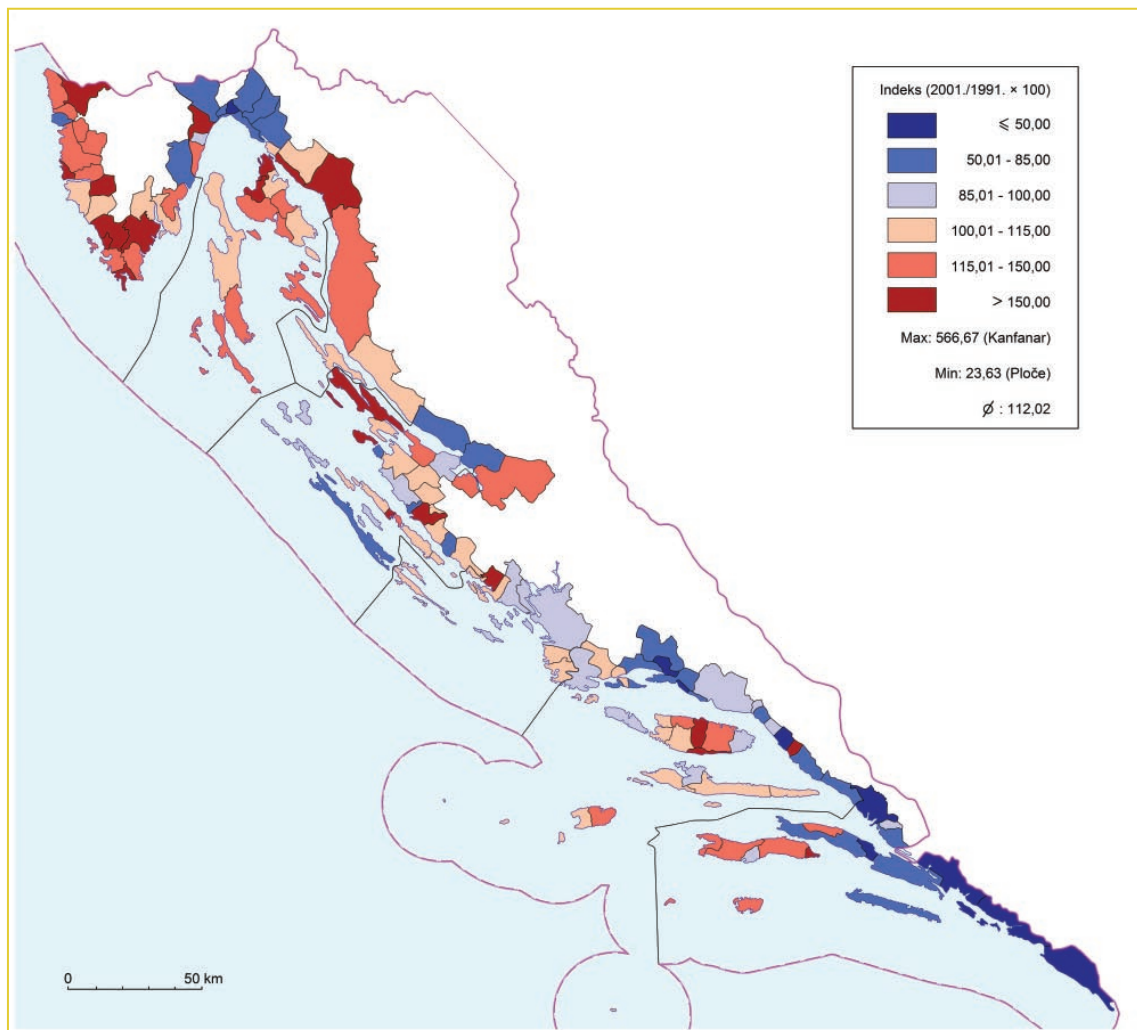 Indeks (2001./1991. × 100)
⩽ 50,00
50,01 - 85,00
85,01 - 100,00
100,01 - 115,00
115,01 - 150,00
> 150,00
Max: 566,67 (Kanfanar)
Min: 23,63 (Ploče)
Ø : 112,02
0 50 km